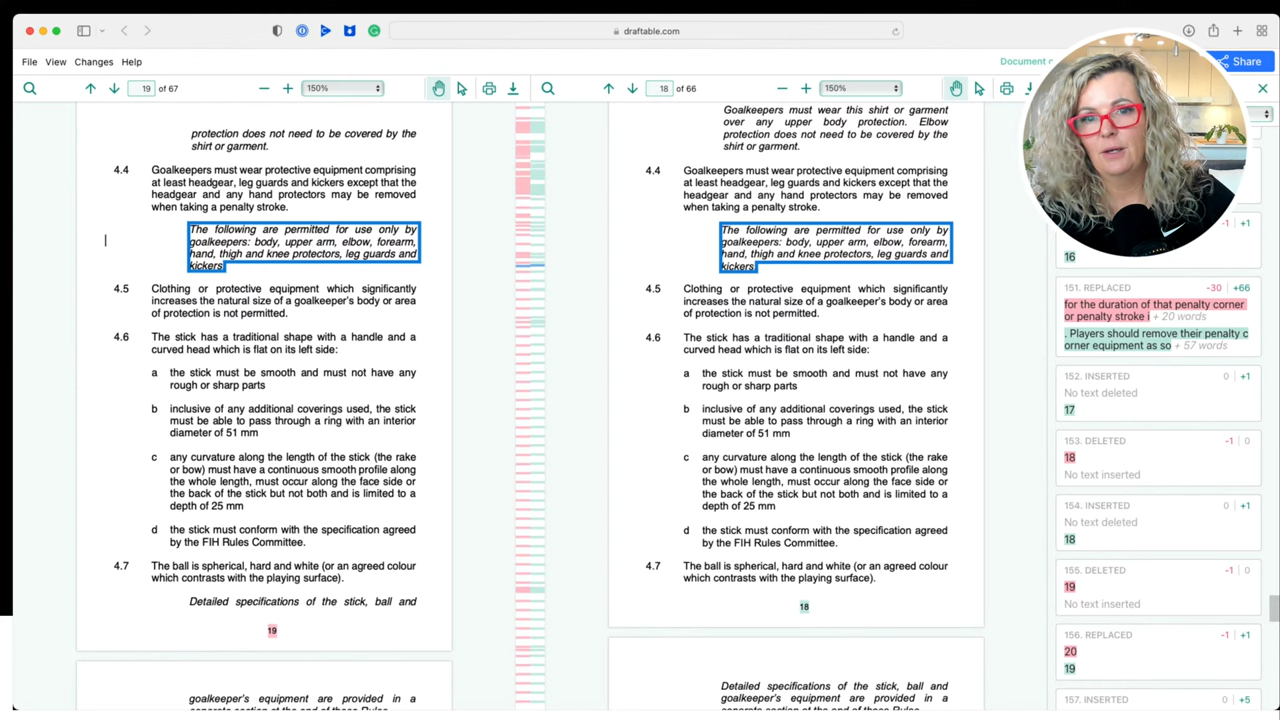 draftable.com
File View Changes Help
Document c
Share
19 of 67
150%
18 of 66
150%
protection does not need to be covered by the
shirt or garment.
4.4 Goalkeepers must wear protective equipment comprising
at least headgear, leg guards and kickers except that the
headgear and any hand protectors may be removed
when taking a penalty stroke.
The following are permitted for use only by
goalkeepers: body, upper arm, elbow, forearm,
hand, thigh and knee protectors, leg guards and
kickers.
4.5 Clothing or protective equipment which significantly
increases the natural size of a goalkeeper's body or area
of protection is not permitted.
4.6 The stick has a traditional shape with a handle and a
curved head which is flat on its left side:
a the stick must be smooth and must not have any
rough or sharp parts
b inclusive of any additional coverings used, the stick
must be able to pass through a ring with an interior
diameter of 51 mm
c any curvature along the length of the stick (the rake
or bow) must have a continuous smooth profile along
the whole length, must occur along the face side or
the back of the stick but not both and is limited to a
depth of 25 mm
d the stick must conform with the specification agreed
by the FIH Rules Committee.
4.7 The ball is spherical, hard and white (or an agreed colour
which contrasts with the playing surface).
Detailed specifications of the stick, ball and
19
goalkeeper's equipment are provided in a
Goalkeepers must wear this shirt or garment
over any upper body protection. Elbow
protection does not need to be covered by the
shirt or garment.
4.4 Goalkeepers must wear protective equipment comprising
at least headgear, leg guards and kickers except that the
headgear and any hand protectors may be removed
when taking a penalty stroke.
The following are permitted for use only by
goalkeepers: body, upper arm, elbow, forearm,
hand, thigh and knee protectors, leg guards and
kickers.
4.5 Clothing or protective equipment which significantly
increases the natural size of a goalkeeper's body or area
of protection is not permitted.
4.6 The stick has a traditional shape with a handle and a
curved head which is flat on its left side:
a the stick must be smooth and must not have any
rough or sharp parts
b inclusive of any additional coverings used, the stick
must be able to pass through a ring with an interior
diameter of 51 mm
c any curvature along the length of the stick (the rake
or bow) must have a continuous smooth profile along
the whole length, must occur along the face side or
the back of the stick but not both and is limited to a
depth of 25 mm
d the stick must conform with the specification agreed
by the FIH Rules Committee.
4.7 The ball is spherical, hard and white (or an agreed colour
which contrasts with the playing surface).
18
Detailed specifications of the stick, ball and
goalkeeper's equipment are provided in a
-1 +1
16
151. REPLACED -30 | +66
for the duration of that penalty corner
or penalty stroke i + 20 words
. Players should remove their penalty c
orner equipment as so + 57 words
152. INSERTED 0 | +1
No text deleted
17
153. DELETED -1 | 0
18
No text inserted
154. INSERTED 0 | +1
No text deleted
18
155. DELETED -1 | 0
19
No text inserted
156. REPLACED -1 | +1
20
19
157. INSERTED 0 | +5